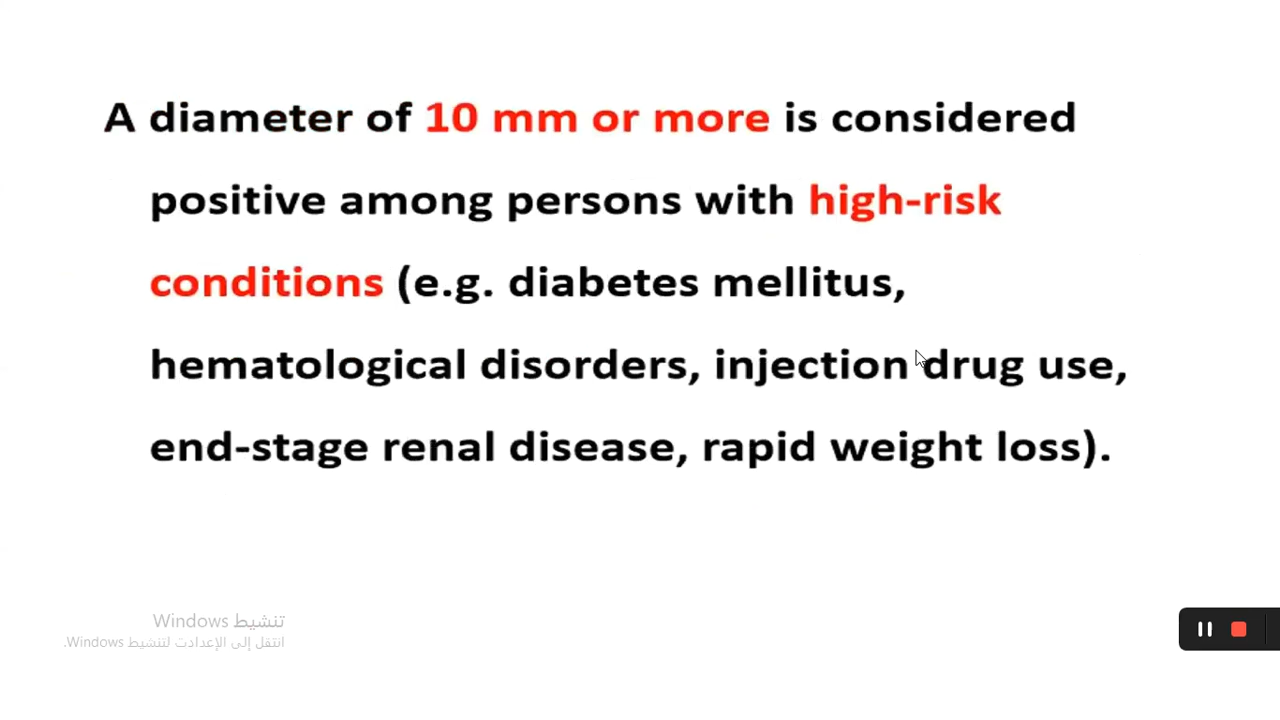 A diameter of 10 mm or more is considered
positive among persons with high-risk
conditions (e.g. diabetes mellitus,
hematological disorders, injection drug use,
end-stage renal disease, rapid weight loss).
تنشيط Windows
انتقل إلى الإعدادت لتنشيط Windows.